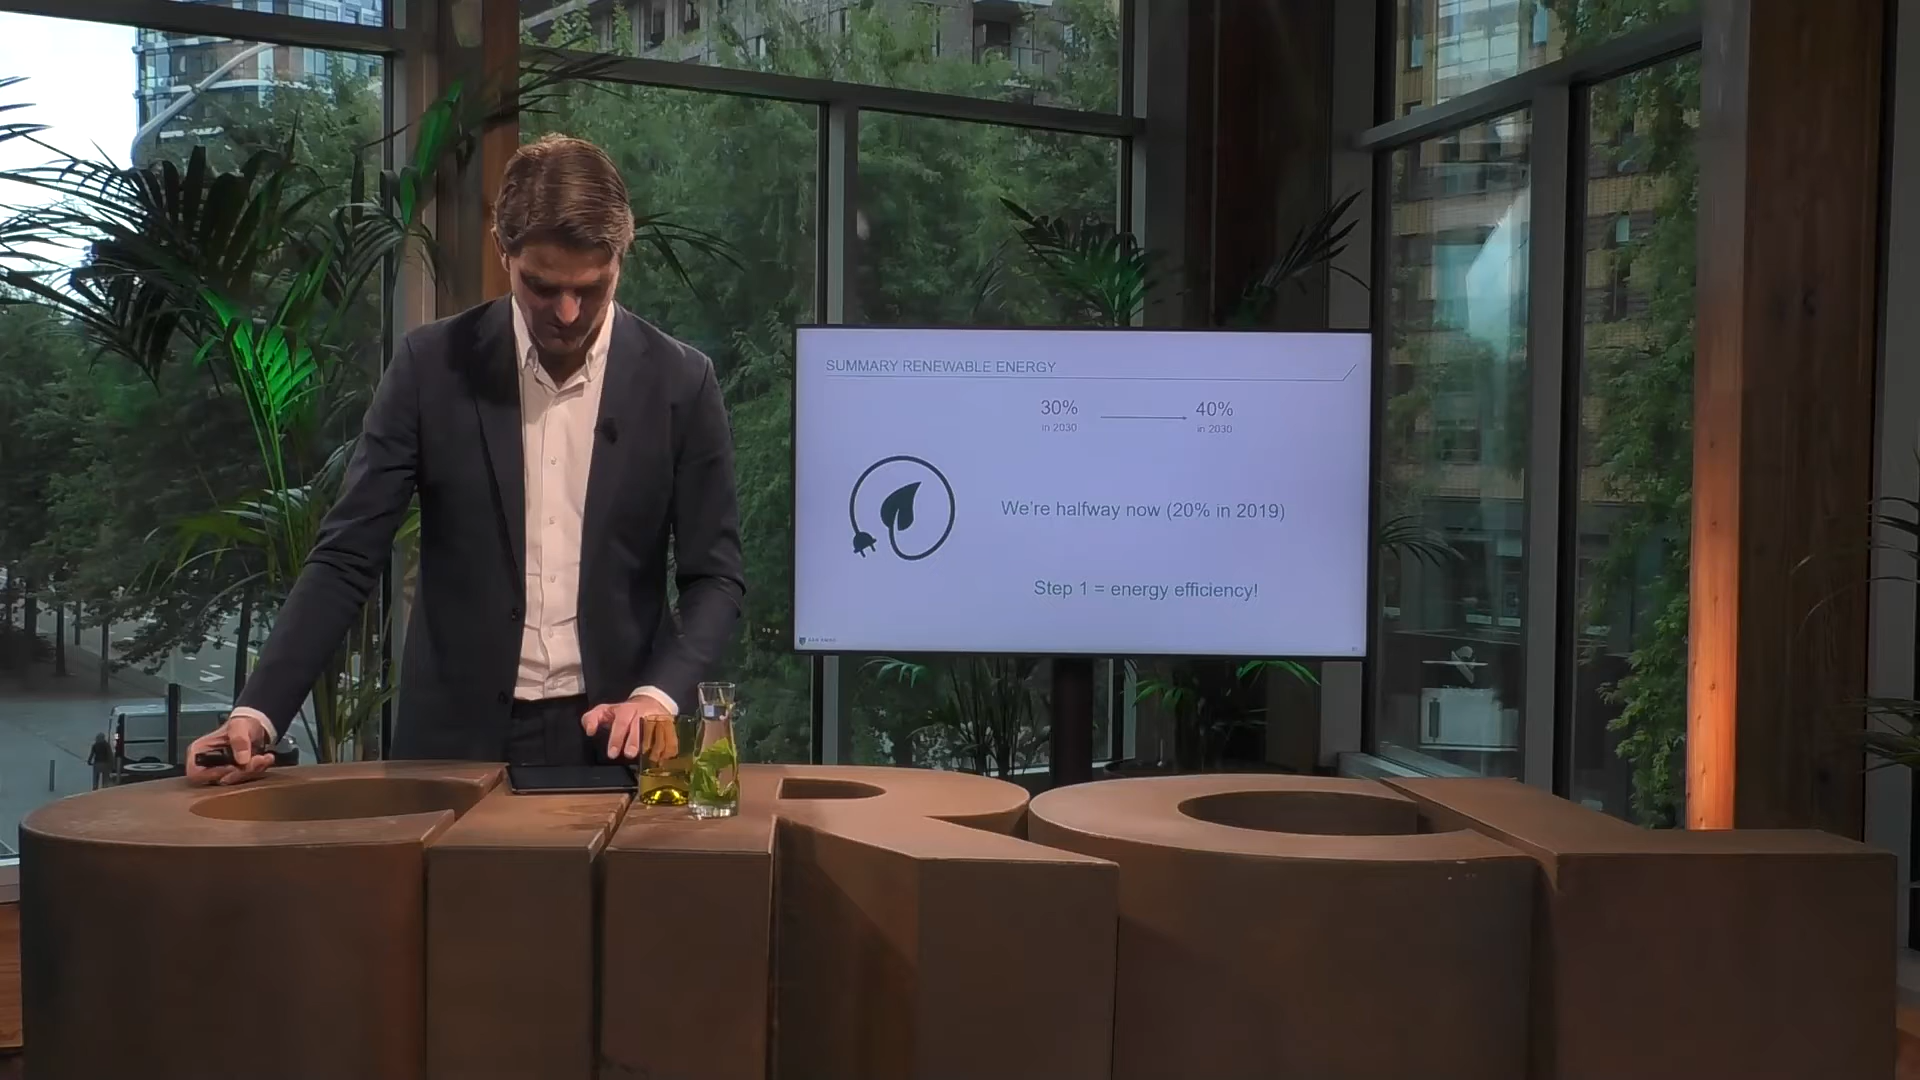 SUMMARY RENEWABLE ENERGY
30% 40%
in 2030 in 2030
We're halfway now (20% in 2019)
Step 1 = energy efficiency!
CIRCL